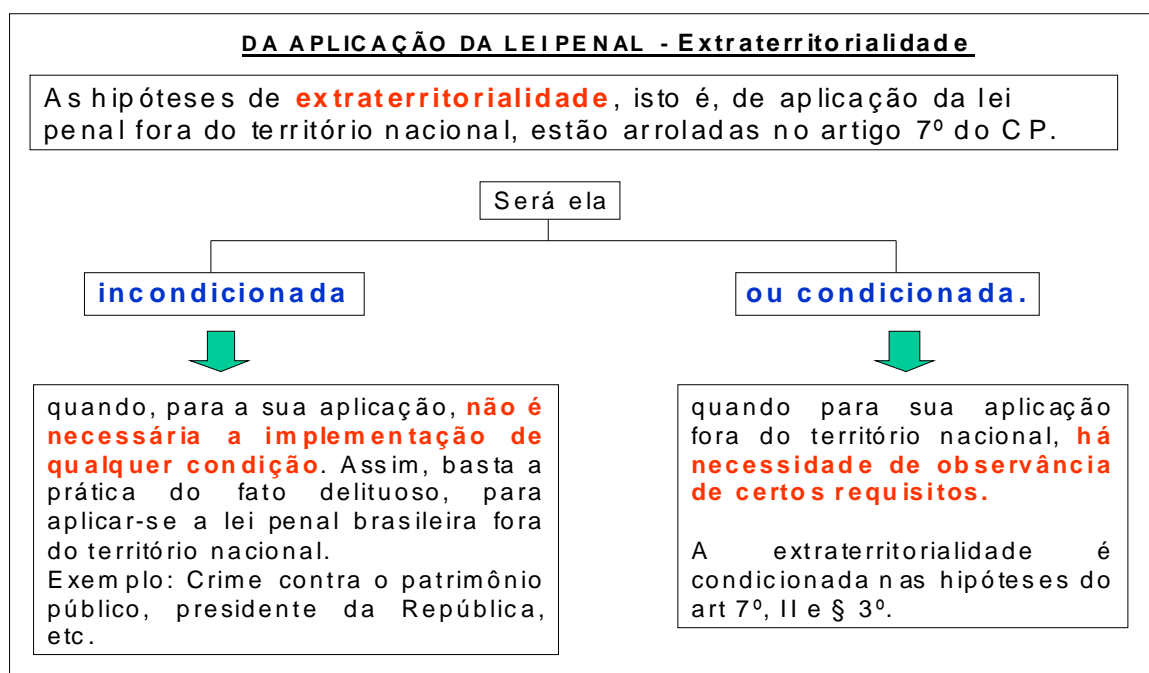 DA APLICAÇÃO DA LEI PENAL - Extraterritorialidade
As hipóteses de extraterritorialidade, isto é, de aplicação da lei
penal fora do território nacional, estão arroladas no artigo 7º do CP.
Será ela
incondicionada
ou condicionada.
quando, para a sua aplicação, não é
necessária a implementação de
qualquer condição. Assim, basta a
prática do fato delituoso, para
aplicar-se a lei penal brasileira fora
do território nacional.
Exemplo: Crime contra o patrimônio
público, presidente da República,
etc.
quando para sua aplicação
fora do território nacional, há
necessidade de observância
de certos requisitos.
A extraterritorialidade é
condicionada nas hipóteses do
art 7º, II e § 3º.